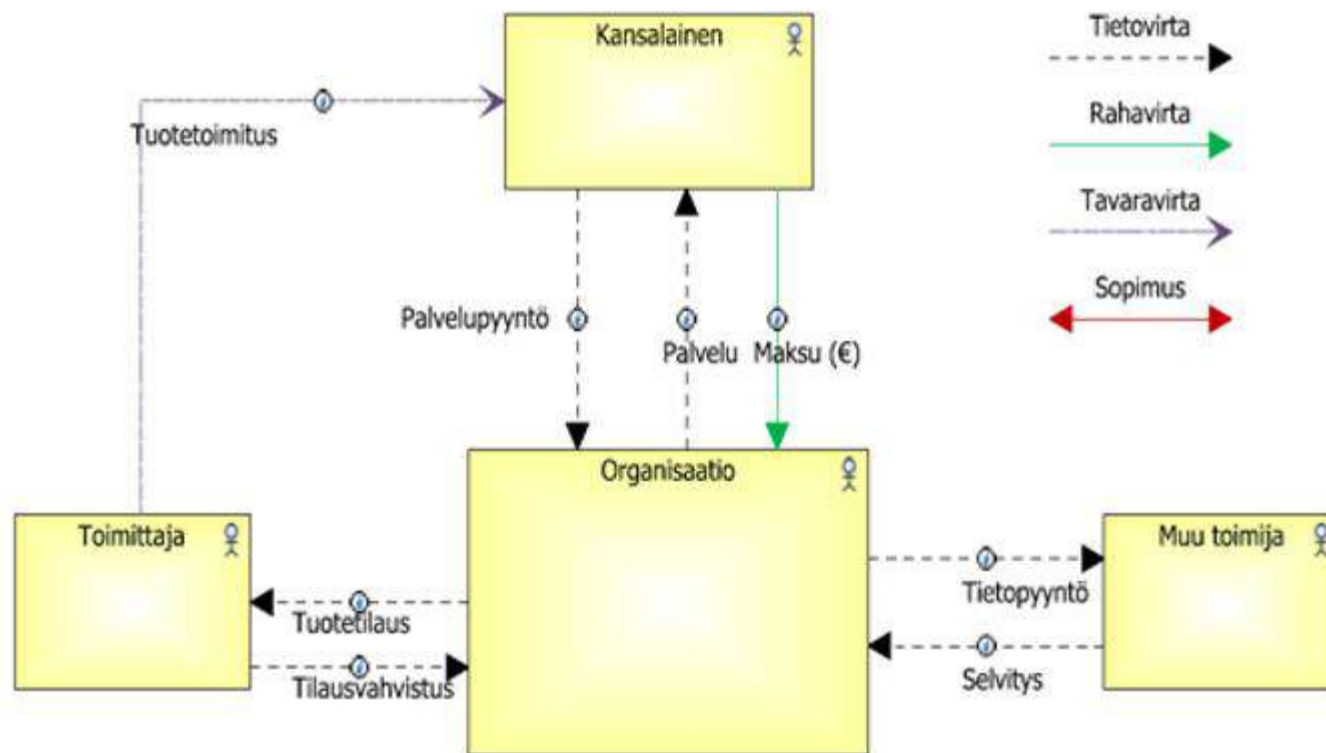 Kansalainen
Tietovirta
Rahavirta
Tavaravirta
Sopimus
Tuotetoimitus
Palvelupyyntö
Palvelu
Maksu (€)
Organisaatio
Toimittaja
Muu toimija
Tuotetilaus
Tilausvahvistus
Tietopyyntö
Selvitys